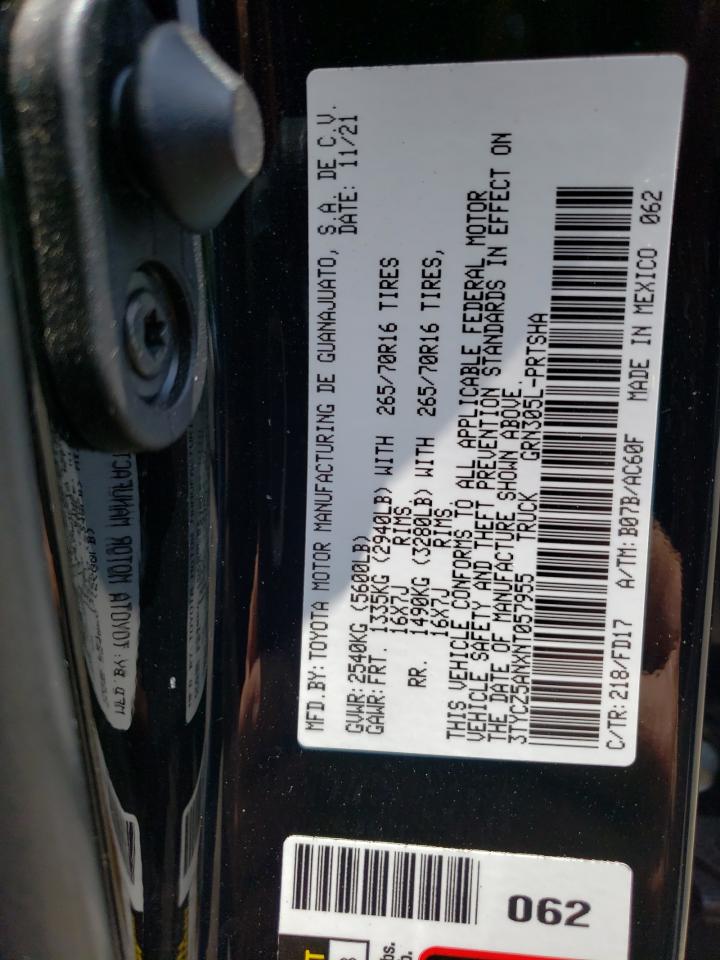 MFD.BY: TOYOTA MOTOR MANUFACTURING DE GUANAJUATO, S.A. DE C.V.
DATE: 11/21
GVWR: 2540KG (5600LB)
GAWR: FRT. 1335KG (2940LB) WITH 265/70R16 TIRES
16X7J RIMS
RR. 1490KG (3280LB) WITH 265/70R16 TIRES,
16X7J RIMS
THIS VEHICLE CONFORMS TO ALL APPLICABLE FEDERAL MOTOR
VEHICLE SAFETY AND THEFT PREVENTION STANDARDS IN EFFECT ON
THE DATE OF MANUFACTURE SHOWN ABOVE.
3TYCZ5ANXNT057955 TRUCK GRN305L-PRTSHA
C/TR: 218/FD17 A/TM: B07B/AC60F MADE IN MEXICO 062
062